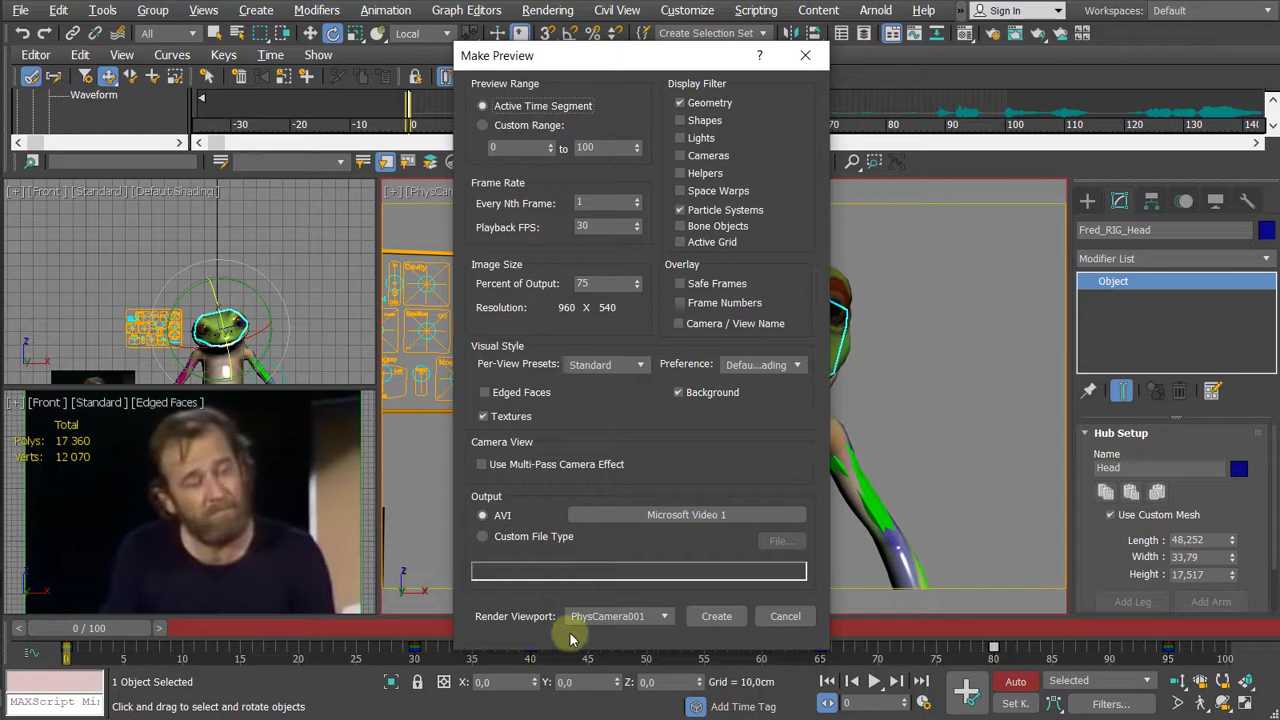 File Edit Tools Group Views Create Modifiers Animation Graph Editors Rendering Civil View Customize Scripting Content Arnold Help » Sign In Workspaces: Default
All Local Create Selection Set
Editor Edit View Curves Key Time Show
Make Preview ?
Waveform
-30 -20 -10 0
70 80 90 100 110 120 130 140
Preview Range
Active Time Segment
Custom Range:
0 to 100
Frame Rate
Every Nth Frame: 1
Playback FPS: 30
Image Size
Percent of Output: 75
Resolution: 960 X 540
Display Filter
Geometry
Shapes
Lights
Cameras
Helpers
Space Warps
Particle Systems
Bone Objects
Active Grid
Overlay
Safe Frames
Frame Numbers
Camera / View Name
Visual Style
Per-View Presets: Standard Preference: Defau...ading
Edged Faces Background
Textures
Camera View
Use Multi-Pass Camera Effect
Output
AVI Microsoft Video 1
Custom File Type File...
Render Viewport: PhysCamera001 Create Cancel
[+] [Front] [Standard] [Default Shading]
[+] [PhysCa
Cavity
z
x
[+] [Front] [Standard] [Edged Faces]
Total
Polys: 17 360
Verts: 12 070
z
x
z
x
Fred_RIG_Head
Modifier List
Object
Hub Setup
Name
Head
Use Custom Mesh
Length : 48,252
Width : 33,79
Height : 17,517
Add Leg Add Arm
< 0 / 100 >
0 5 10 15 20 25 30 35 40 45 50 55 60 65 70 75 80 85 90 95 100
1 Object Selected X: 0,0 Y: 0,0 Z: 0,0 Grid = 10,0cm Auto Selected
MAXScript Mi Click and drag to select and rotate objects Add Time Tag Set K. 0 Filters...